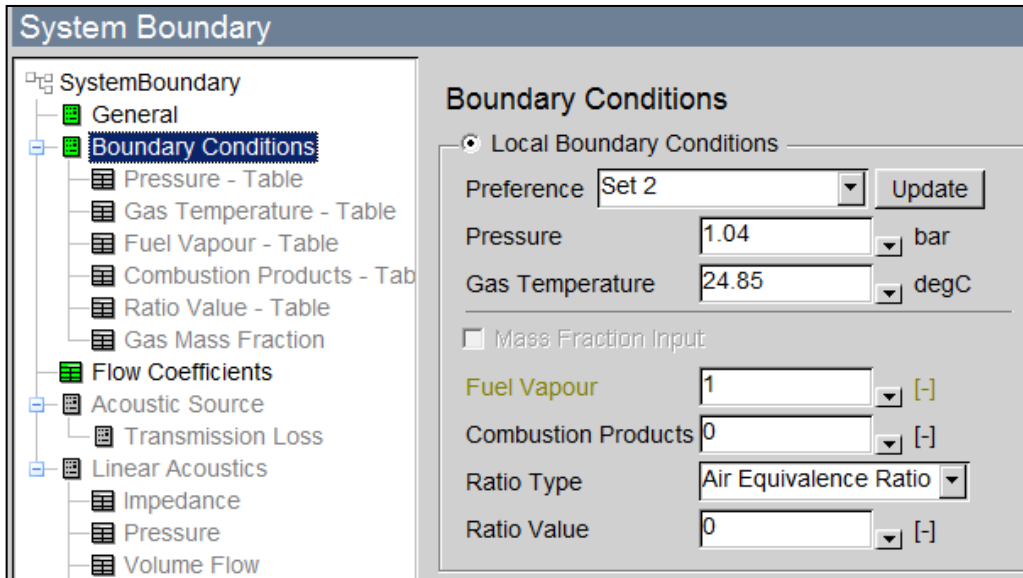 System Boundary
SystemBoundary
General
Boundary Conditions
Pressure - Table
Gas Temperature - Table
Fuel Vapour - Table
Combustion Products - Tab
Ratio Value - Table
Gas Mass Fraction
Flow Coefficients
Acoustic Source
Transmission Loss
Linear Acoustics
Impedance
Pressure
Volume Flow
Boundary Conditions
Local Boundary Conditions
Preference Set 2 Update
Pressure 1.04 bar
Gas Temperature 24.85 degC
Mass Fraction Input
Fuel Vapour 1 [-]
Combustion Products 0 [-]
Ratio Type Air Equivalence Ratio
Ratio Value 0 [-]